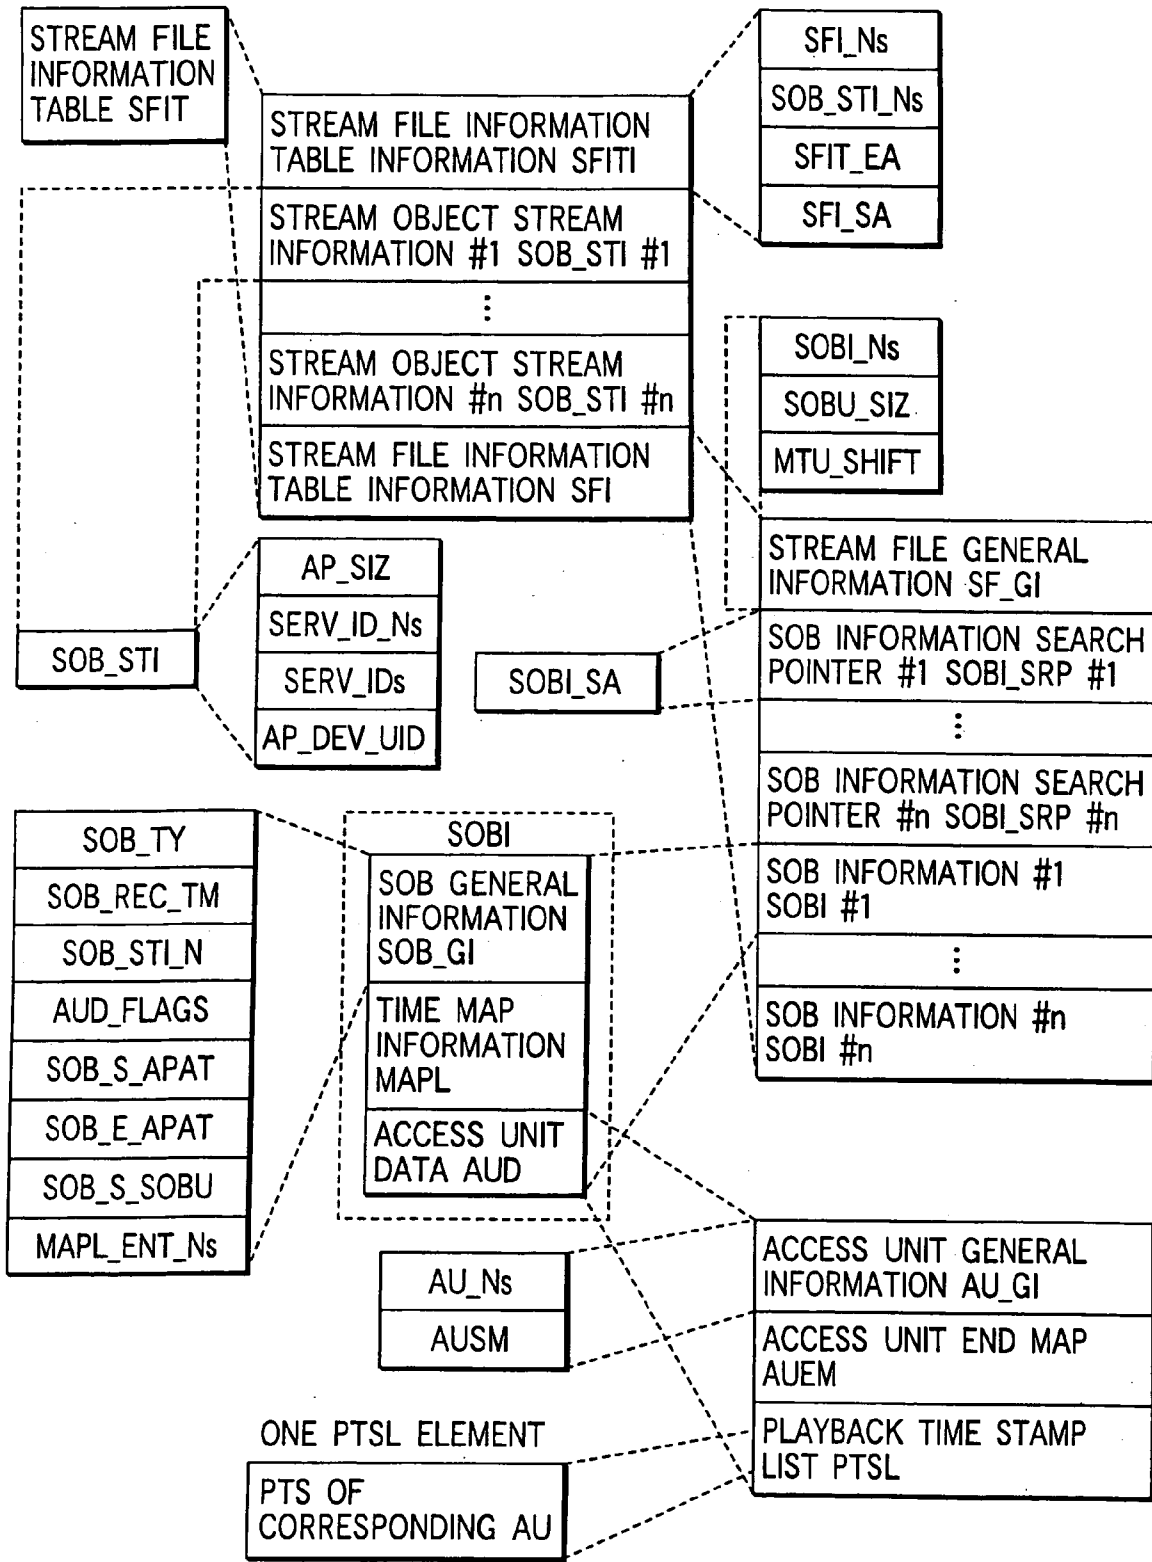 STREAM FILE
INFORMATION
TABLE SFIT
STREAM FILE INFORMATION
TABLE INFORMATION SFITI
STREAM OBJECT STREAM
INFORMATION #1 SOB_STI #1
⋮
STREAM OBJECT STREAM
INFORMATION #n SOB_STI #n
STREAM FILE INFORMATION
TABLE INFORMATION SFI
SFI_Ns
SOB_STI_Ns
SFIT_EA
SFI_SA
SOBI_Ns
SOBU_SIZ
MTU_SHIFT
STREAM FILE GENERAL
INFORMATION SF_GI
SOB INFORMATION SEARCH
POINTER #1 SOBI_SRP #1
⋮
SOB INFORMATION SEARCH
POINTER #n SOBI_SRP #n
SOB INFORMATION #1
SOBI #1
⋮
SOB INFORMATION #n
SOBI #n
SOB_STI
AP_SIZ
SERV_ID_Ns
SERV_IDs
AP_DEV_UID
SOBI_SA
SOB_TY
SOB_REC_TM
SOB_STI_N
AUD_FLAGS
SOB_S_APAT
SOB_E_APAT
SOB_S_SOBU
MAPL_ENT_Ns
SOBI
SOB GENERAL
INFORMATION
SOB_GI
TIME MAP
INFORMATION
MAPL
ACCESS UNIT
DATA AUD
AU_Ns
AUSM
ACCESS UNIT GENERAL
INFORMATION AU_GI
ACCESS UNIT END MAP
AUEM
PLAYBACK TIME STAMP
LIST PTSL
ONE PTSL ELEMENT
PTS OF
CORRESPONDING AU